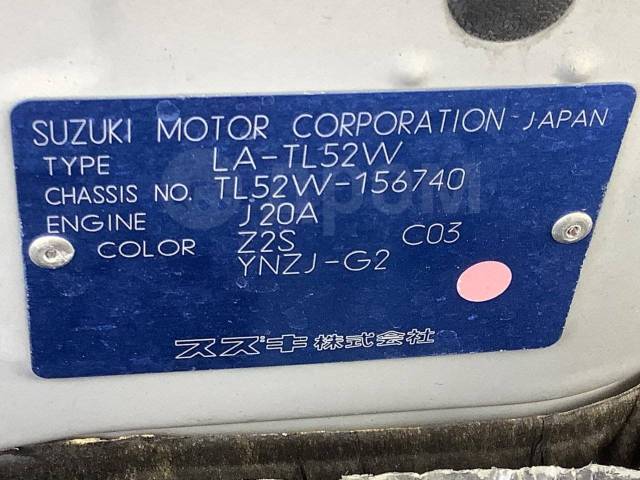 SUZUKI MOTOR CORPORATION JAPAN
TYPE LA-TL52W
CHASSIS NO. TL52W-156740
ENGINE J20A
COLOR Z2S C03
YNZJ-G2
スズキ株式会社